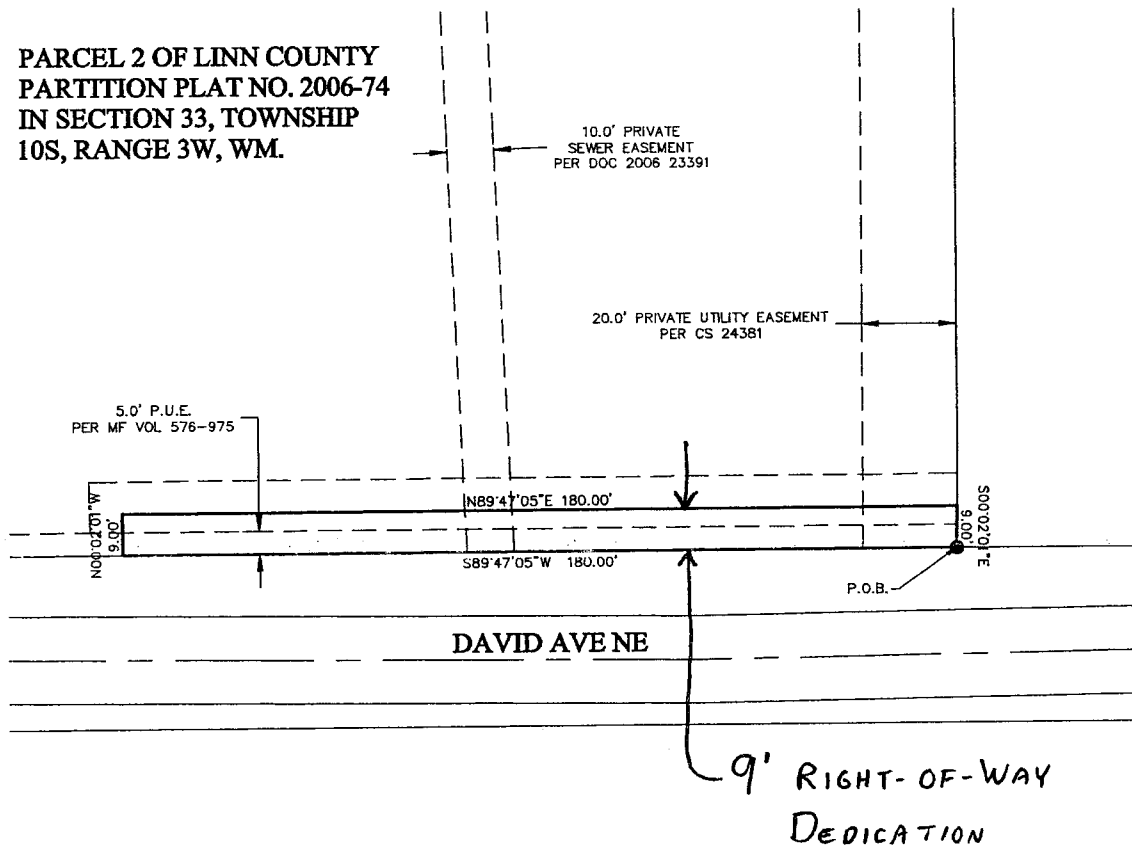 PARCEL 2 OF LINN COUNTY
PARTITION PLAT NO. 2006-74
IN SECTION 33, TOWNSHIP
10S, RANGE 3W, WM.
10.0' PRIVATE
SEWER EASEMENT
PER DOC 2006 23391
20.0' PRIVATE UTILITY EASEMENT
PER CS 24381
5.0' P.U.E.
PER MF VOL 576-975
N00°02'01"W
9.00'
N89°47'05"E 180.00'
S89°47'05"W 180.00'
S00°02'01"E
9.00'
P.O.B.
DAVID AVE NE
9' RIGHT-OF-WAY
DEDICATION